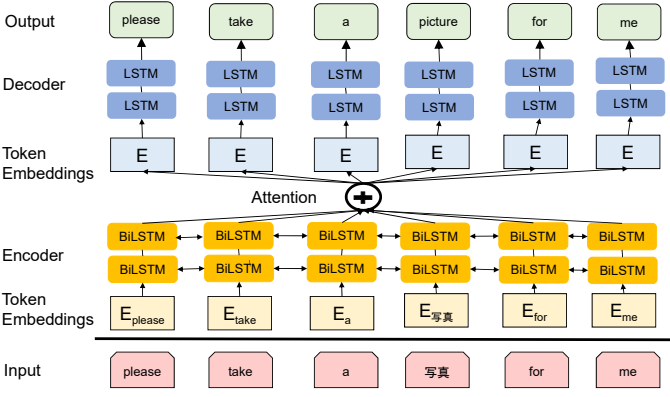 Output please take a picture for me
Decoder LSTM LSTM LSTM LSTM LSTM LSTM
LSTM LSTM LSTM LSTM LSTM LSTM
Token
Embeddings E E E E E E
Attention +
BiLSTM BiLSTM BiLSTM BiLSTM BiLSTM BiLSTM
Encoder
BiLSTM BiLSTM BiLSTM BiLSTM BiLSTM BiLSTM
Token
Embeddings Eplease Etake Ea E写真 Efor Eme
Input please take a 写真 for me